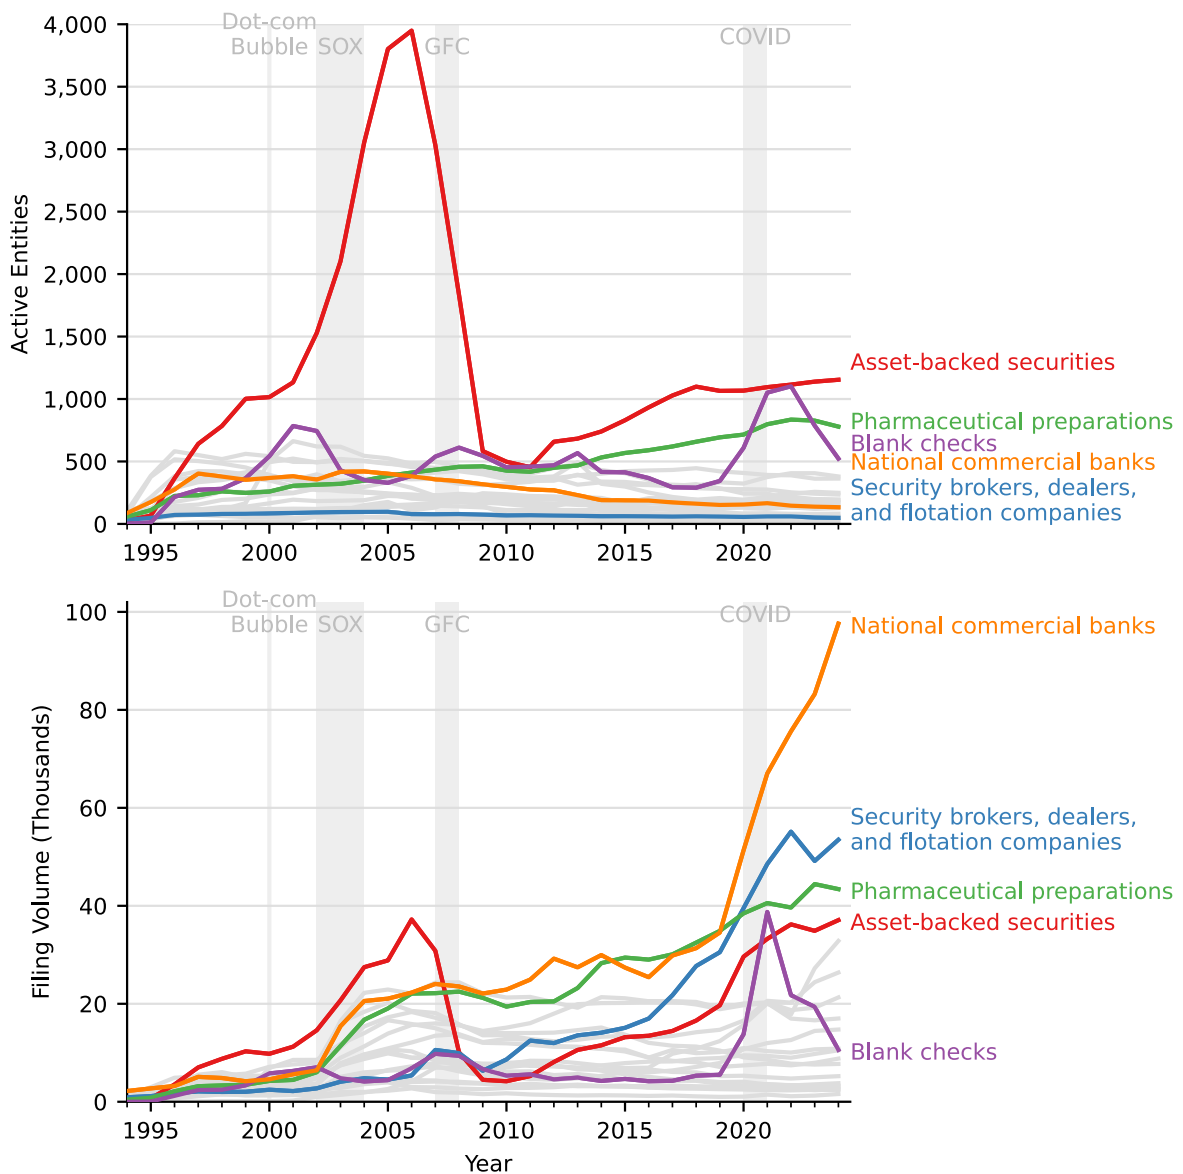 Dot-com
Bubble SOX GFC COVID
4,000
3,500
3,000
2,500
2,000
1,500
1,000
500
0
Active Entities
Asset-backed securities
Pharmaceutical preparations
Blank checks
National commercial banks
Security brokers, dealers,
and flotation companies
1995 2000 2005 2010 2015 2020
Dot-com
Bubble SOX GFC COVID
100
80
60
40
20
0
Filing Volume (Thousands)
National commercial banks
Security brokers, dealers,
and flotation companies
Pharmaceutical preparations
Asset-backed securities
Blank checks
1995 2000 2005 2010 2015 2020
Year